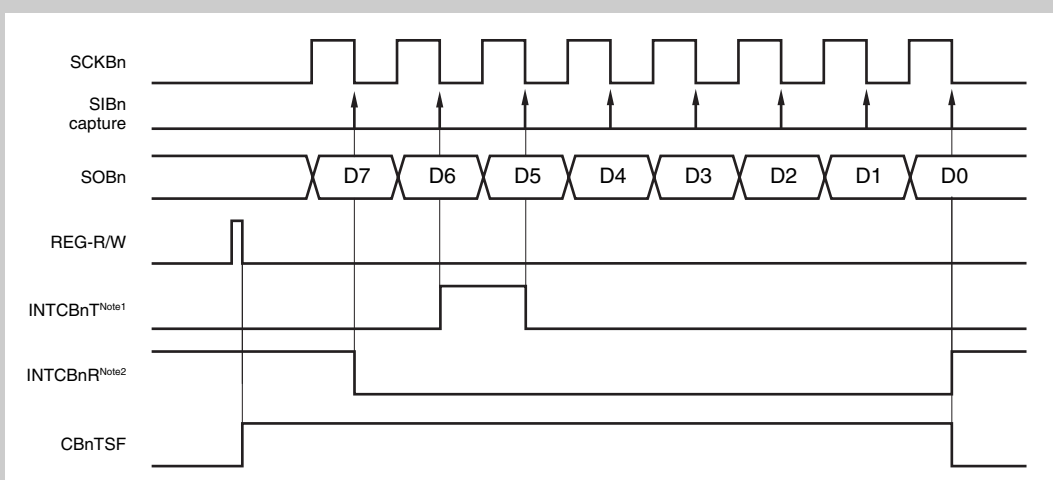 SCKBn
SIBn
capture
SOBn
D7 D6 D5 D4 D3 D2 D1 D0
REG-R/W
INTCBnTNote1
INTCBnRNote2
CBnTSF